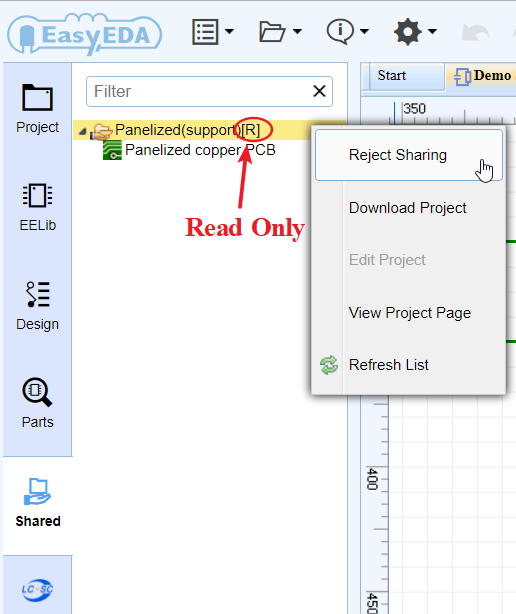 EasyEDA
Start
Demo
Filter
350
Project
Panelized(support)[R]
Panelized copper PCB
Reject Sharing
Read Only
Download Project
EELib
Edit Project
Design
View Project Page
Refresh List
Parts
400
Shared
LCSC
450